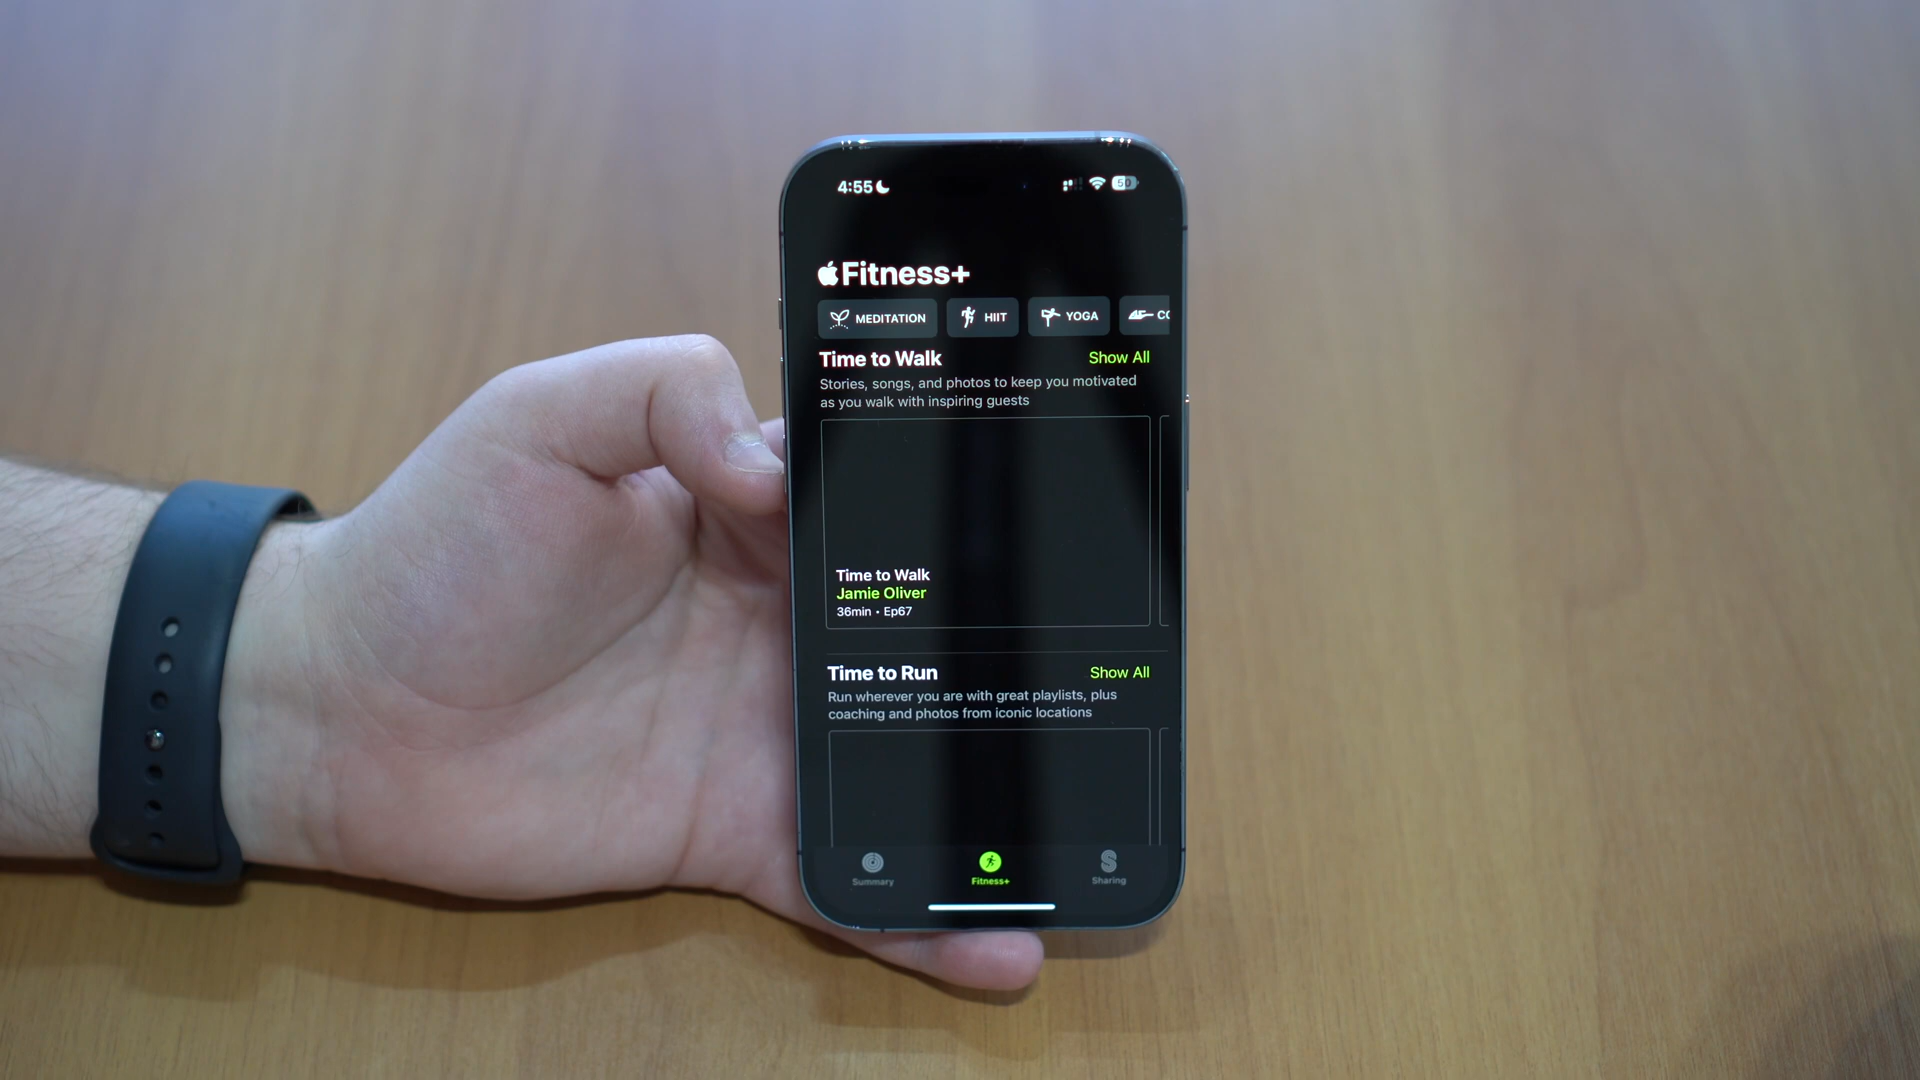 4:55
50
Fitness+
MEDITATION
HIIT
YOGA
CO
Time to Walk
Show All
Stories, songs, and photos to keep you motivated
as you walk with inspiring guests
Time to Walk
Jamie Oliver
36min • Ep67
Time to Run
Show All
Run wherever you are with great playlists, plus
coaching and photos from iconic locations
Summary
Fitness+
Sharing